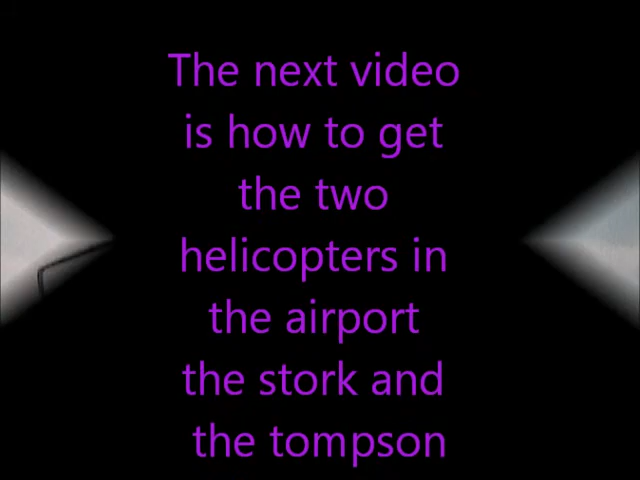 The next video
is how to get
the two
helicopters in
the airport
the stork and
the tompson